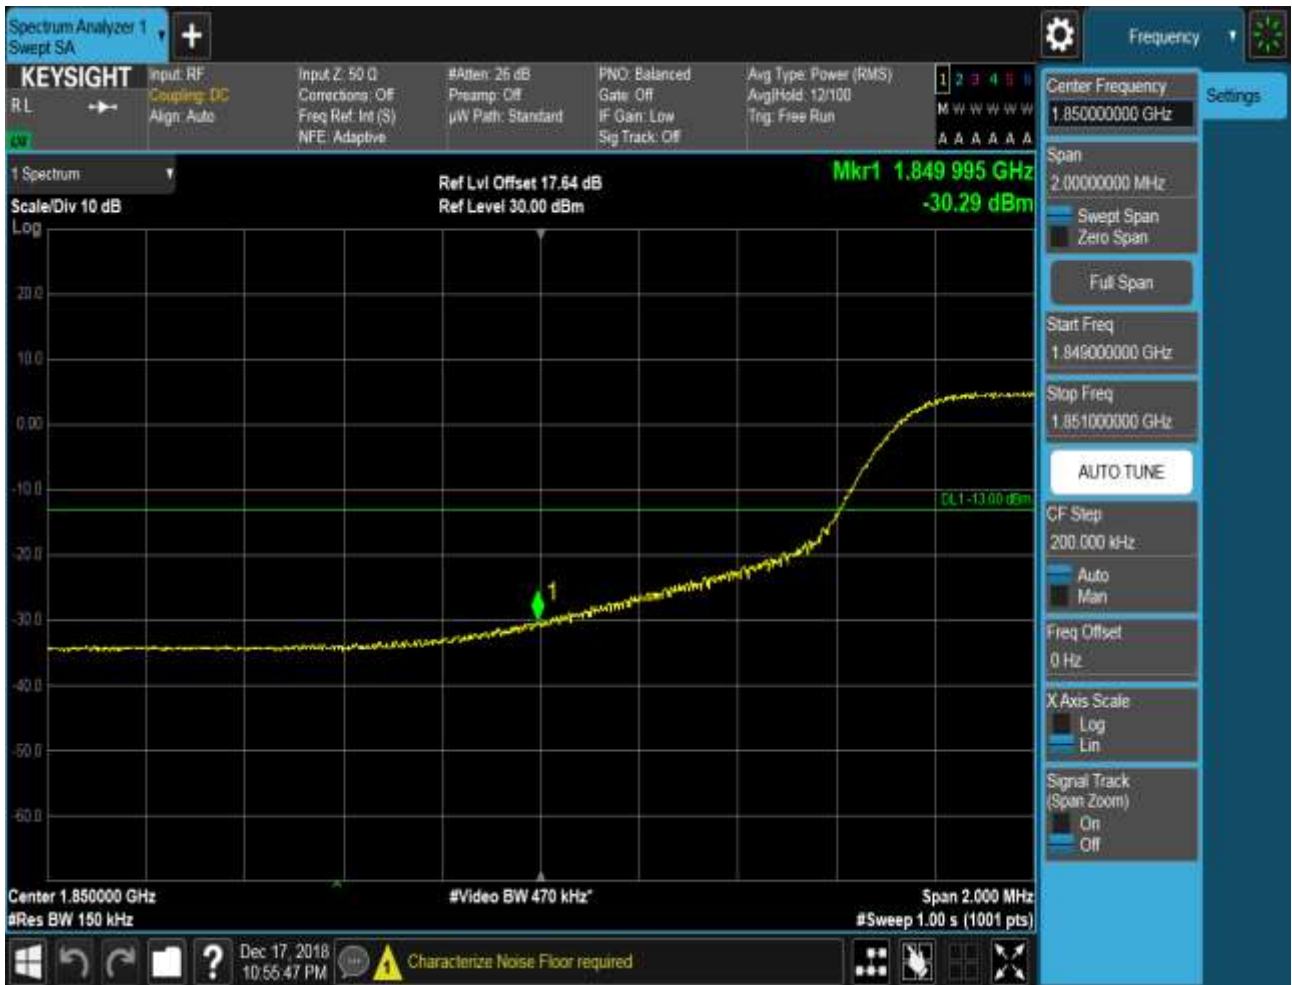 Spectrum Analyzer 1
Swept SA
Frequency
KEYSIGHT
RL
Input: RF
Coupling: DC
Align: Auto
Input Z: 50 Ω
Corrections: Off
Freq Ref: Int (S)
NFE: Adaptive
#Atten: 26 dB
Preamp: Off
µW Path: Standard
PNO: Balanced
Gate: Off
IF Gain: Low
Sig Track: Off
Avg Type: Power (RMS)
Avg|Hold: 12/100
Trig: Free Run
1 2 3 4 5 6
M W W W W W
A A A A A A
1 Spectrum
Scale/Div 10 dB
Log
Ref Lvl Offset 17.64 dB
Ref Level 30.00 dBm
Mkr1 1.849 995 GHz
-30.29 dBm
20.0
10.0
0.00
-10.0
-20.0
-30.0
-40.0
-50.0
-60.0
DL1 -13.00 dBm
1
Center 1.850000 GHz
#Res BW 150 kHz
#Video BW 470 kHz*
Span 2.000 MHz
#Sweep 1.00 s (1001 pts)
Center Frequency
1.850000000 GHz
Settings
Span
2.00000000 MHz
Swept Span
Zero Span
Full Span
Start Freq
1.849000000 GHz
Stop Freq
1.851000000 GHz
AUTO TUNE
CF Step
200.000 kHz
Auto
Man
Freq Offset
0 Hz
X Axis Scale
Log
Lin
Signal Track
(Span Zoom)
On
Off
?
Dec 17, 2018
10:55:47 PM
1
Characterize Noise Floor required